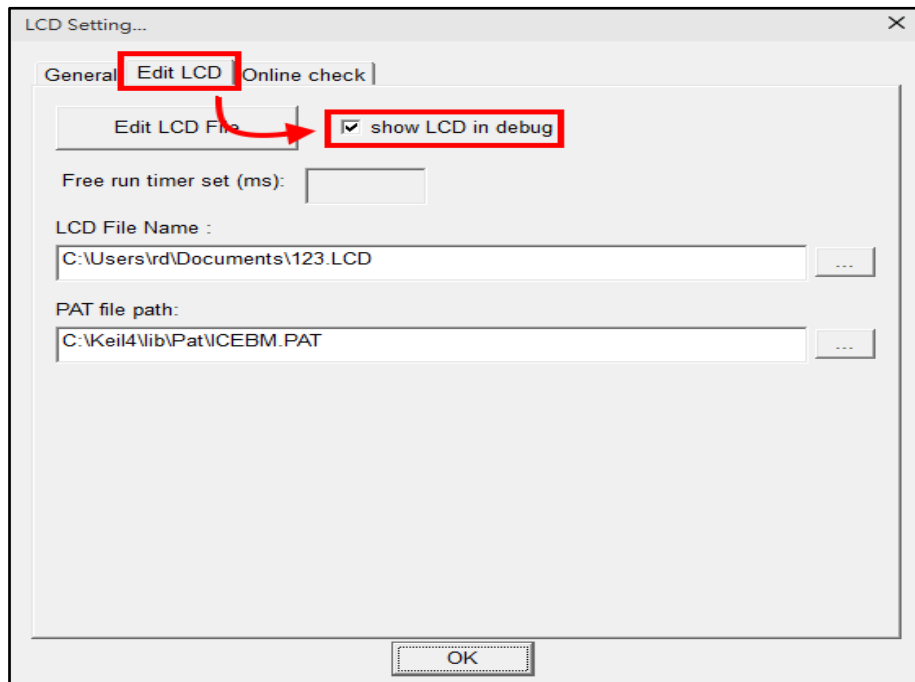 LCD Setting...
General Edit LCD Online check
Edit LCD File show LCD in debug
Free run timer set (ms):
LCD File Name :
C:\Users\rd\Documents\123.LCD
...
PAT file path:
C:\Keil4\lib\Pat\ICEBM.PAT
...
OK